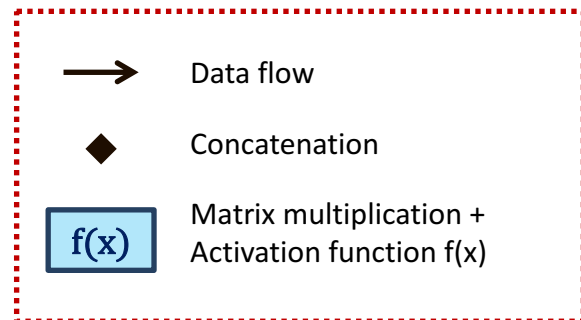 Data flow
Concatenation
f(x)
Matrix multiplication +
Activation function f(x)